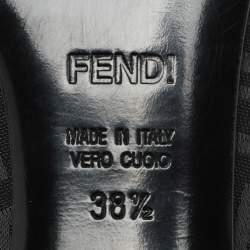 FENDI
MADE IN ITALY
VERO CUOIO
38½